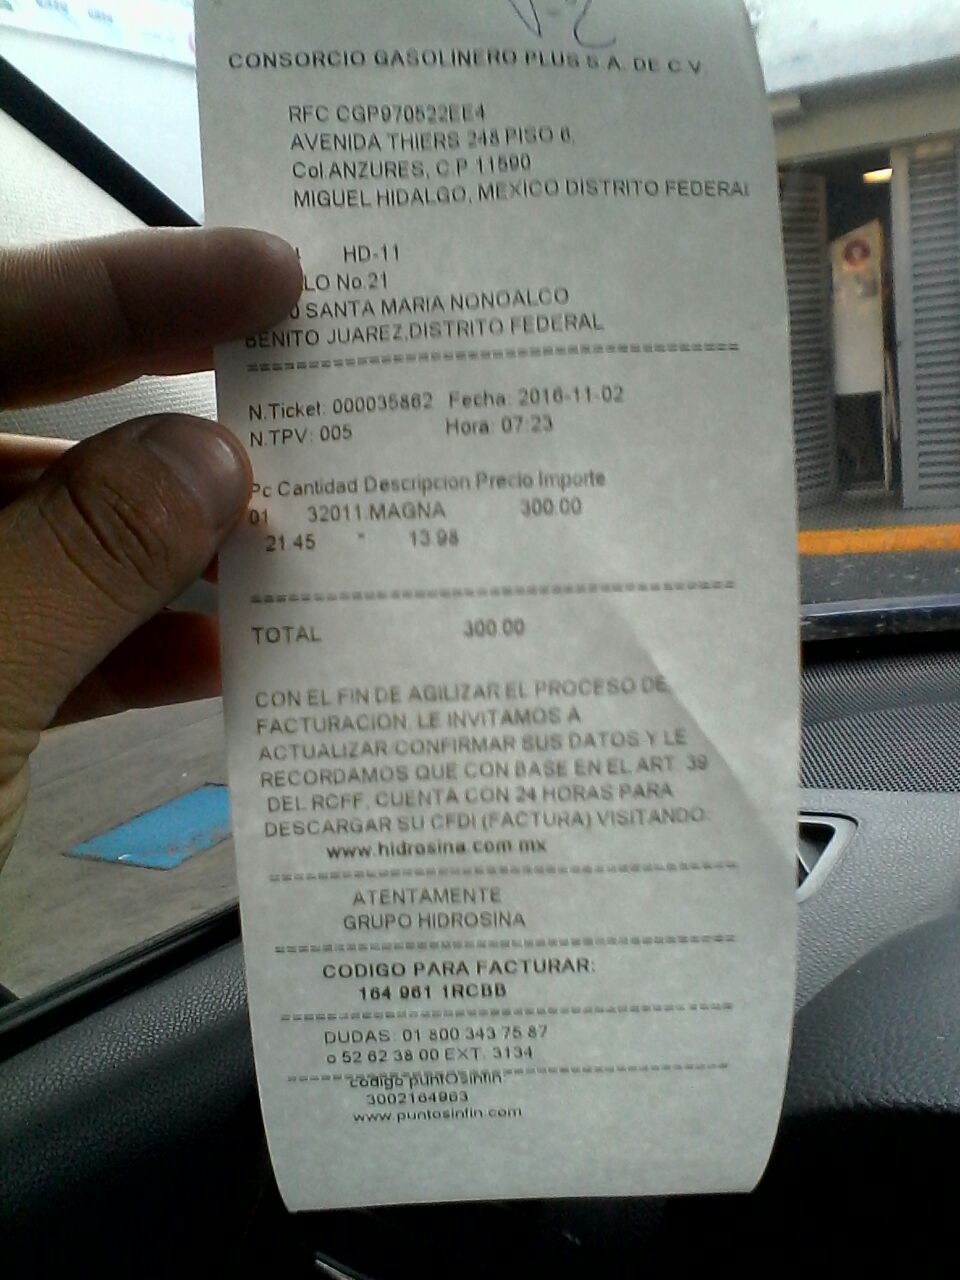 CONSORCIO GASOLINERO PLUS S.A. DE C.V.
RFC CGP970522EE4
AVENIDA THIERS 248 PISO 6,
Col.ANZURES, C.P 11590
MIGUEL HIDALGO, MEXICO DISTRITO FEDERAL
HD-11
LO No.21
0 SANTA MARIA NONOALCO
BENITO JUAREZ,DISTRITO FEDERAL
==========================================
N.Ticket: 000035862 Fecha: 2016-11-02
N.TPV: 005 Hora: 07:23
Pc Cantidad Descripcion Precio Importe
01 32011.MAGNA 300.00
21.45 * 13.98
==========================================
TOTAL 300.00
CON EL FIN DE AGILIZAR EL PROCESO DE
FACTURACION, LE INVITAMOS A
ACTUALIZAR CONFIRMAR SUS DATOS Y LE
RECORDAMOS QUE CON BASE EN EL ART. 39
DEL RCFF, CUENTA CON 24 HORAS PARA
DESCARGAR SU CFDI (FACTURA) VISITANDO:
www.hidrosina.com.mx
==========================================
ATENTAMENTE
GRUPO HIDROSINA
==========================================
CODIGO PARA FACTURAR:
164 961 1RCBB
==========================================
DUDAS: 01 800 343 75 87
o 52 62 38 00 EXT. 3134
==========================================
codigo puntOsinfin:
3002164963
www.puntosinfin.com